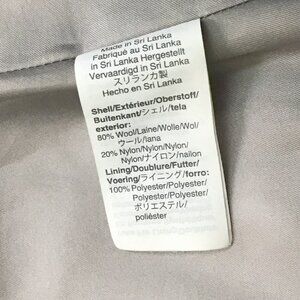 Made in Sri Lanka
Fabriqué au Sri Lanka
in Sri Lanka Hergestellt
Vervaardigd in Sri Lanka
スリランカ製
Hecho en Sri Lanka
Shell/Extérieur/Oberstoff/
Buitenkant/シェル/tela
exterior:
80% Wool/Laine/Wolle/Wol/
ウール/lana
20% Nylon/Nylon/Nylon/
Nylon/ナイロン/nailon
Lining/Doublure/Futter/
Voering/ライニング/forro:
100% Polyester/Polyester/
Polyester/Polyester/
ポリエステル/
poliéster